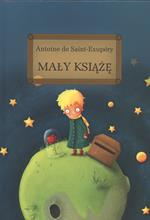 Antoine de Saint-Exupéry
MAŁY KSIĄŻĘ